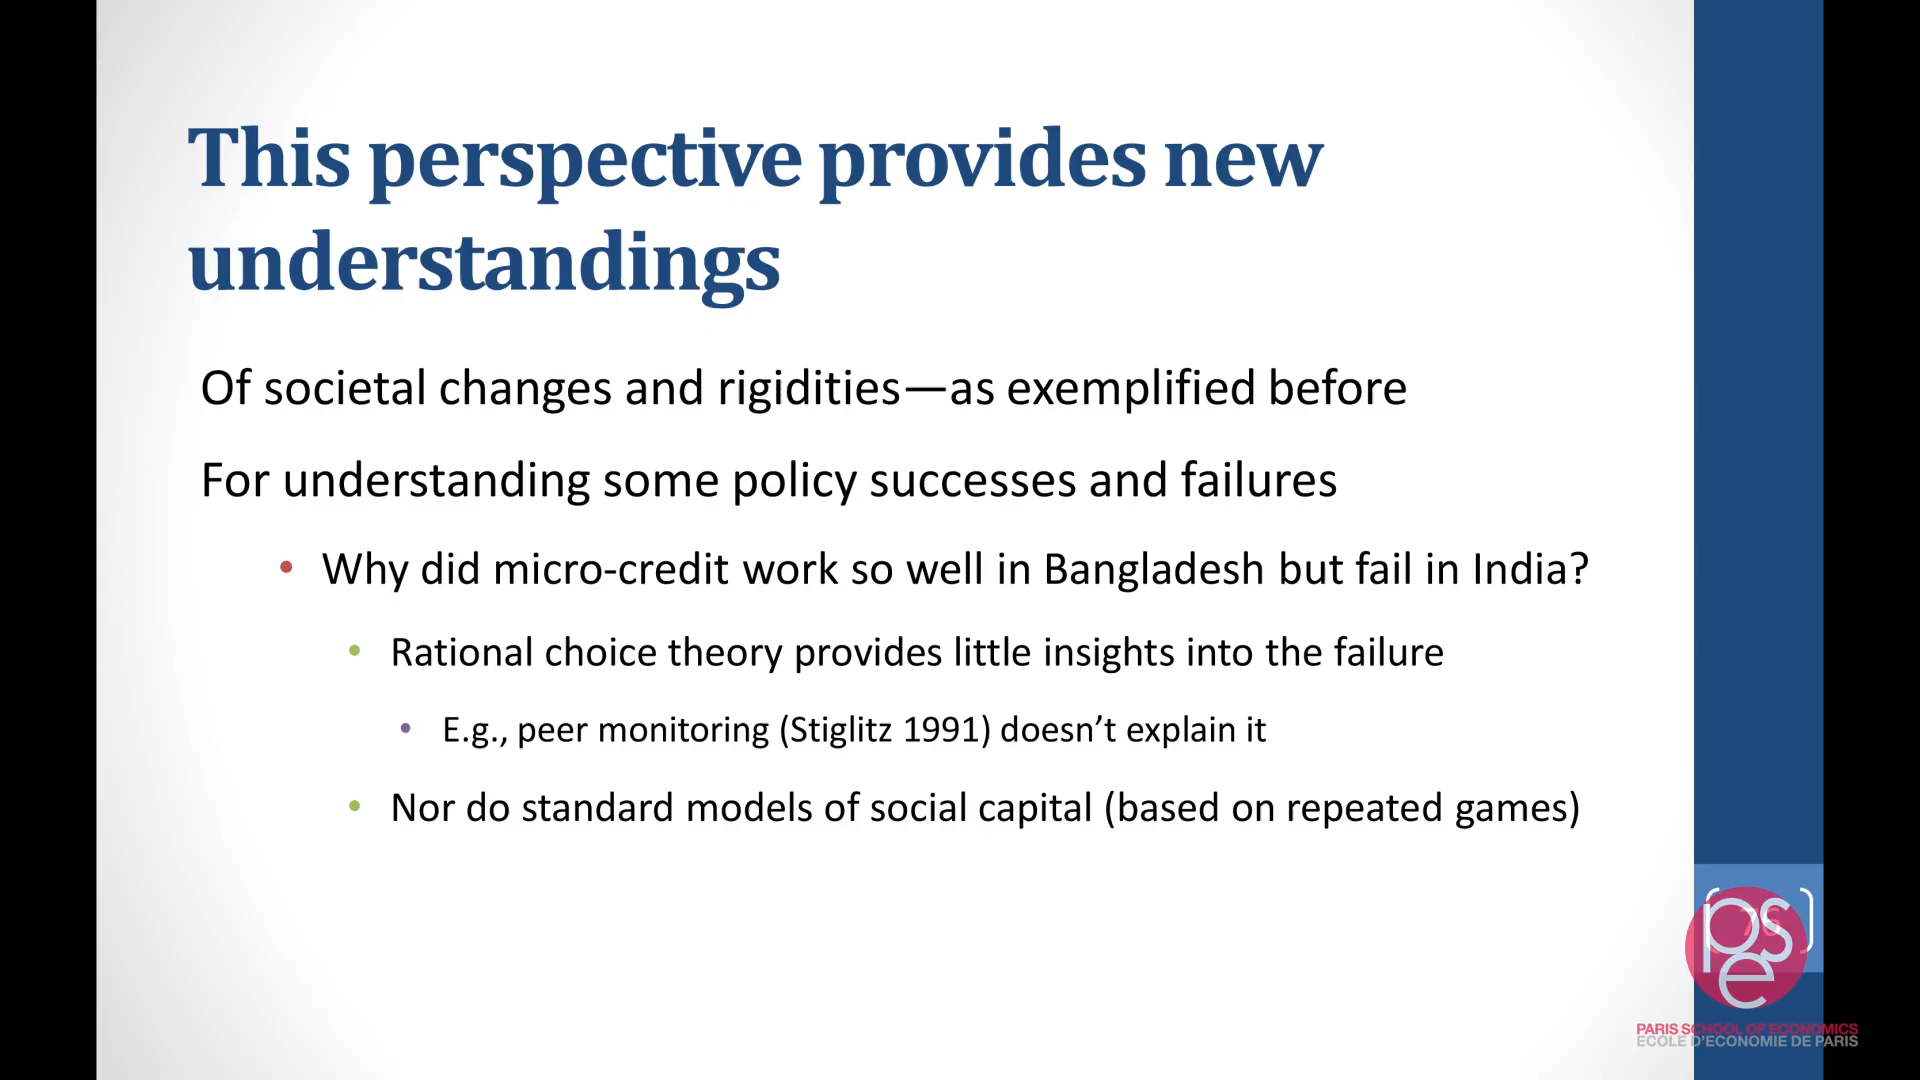 This perspective provides new
understandings
Of societal changes and rigidities—as exemplified before
For understanding some policy successes and failures
• Why did micro-credit work so well in Bangladesh but fail in India?
• Rational choice theory provides little insights into the failure
• E.g., peer monitoring (Stiglitz 1991) doesn’t explain it
• Nor do standard models of social capital (based on repeated games)
76
pse
PARIS SCHOOL OF ECONOMICS
ECOLE D'ECONOMIE DE PARIS